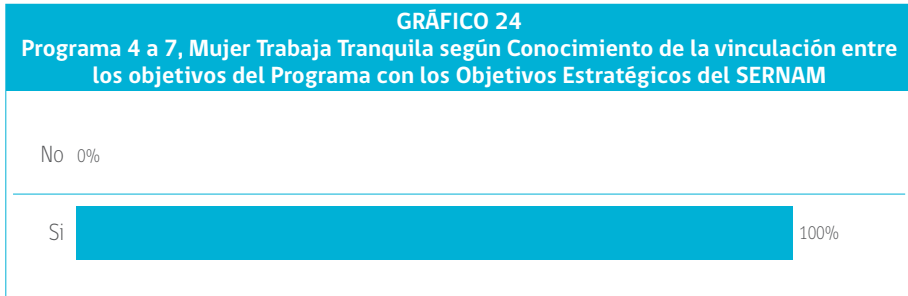 GRÁFICO 24
Programa 4 a 7, Mujer Trabaja Tranquila según Conocimiento de la vinculación entre
los objetivos del Programa con los Objetivos Estratégicos del SERNAM
No 0%
Si 100%